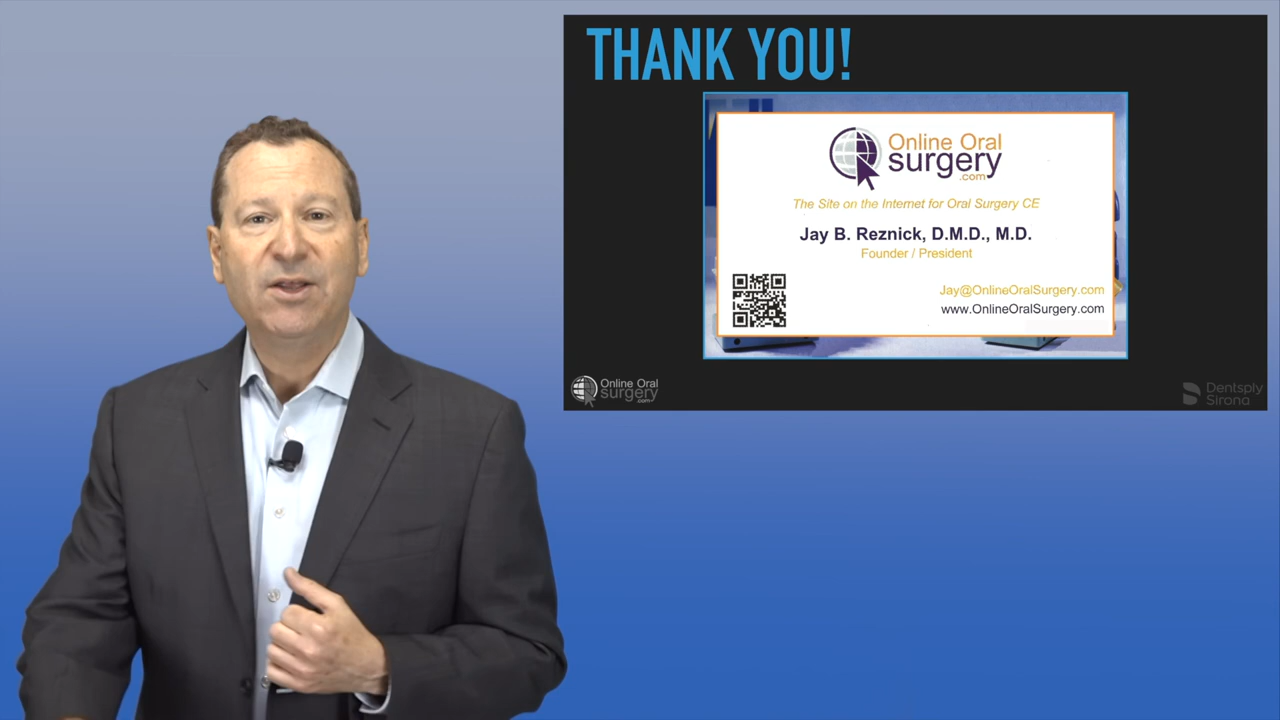 THANK YOU!
Online Oral
surgery
.com
The Site on the Internet for Oral Surgery CE
Jay B. Reznick, D.M.D., M.D.
Founder / President
Jay@OnlineOralSurgery.com
www.OnlineOralSurgery.com
Online Oral
surgery
.com
Dentsply
Sirona